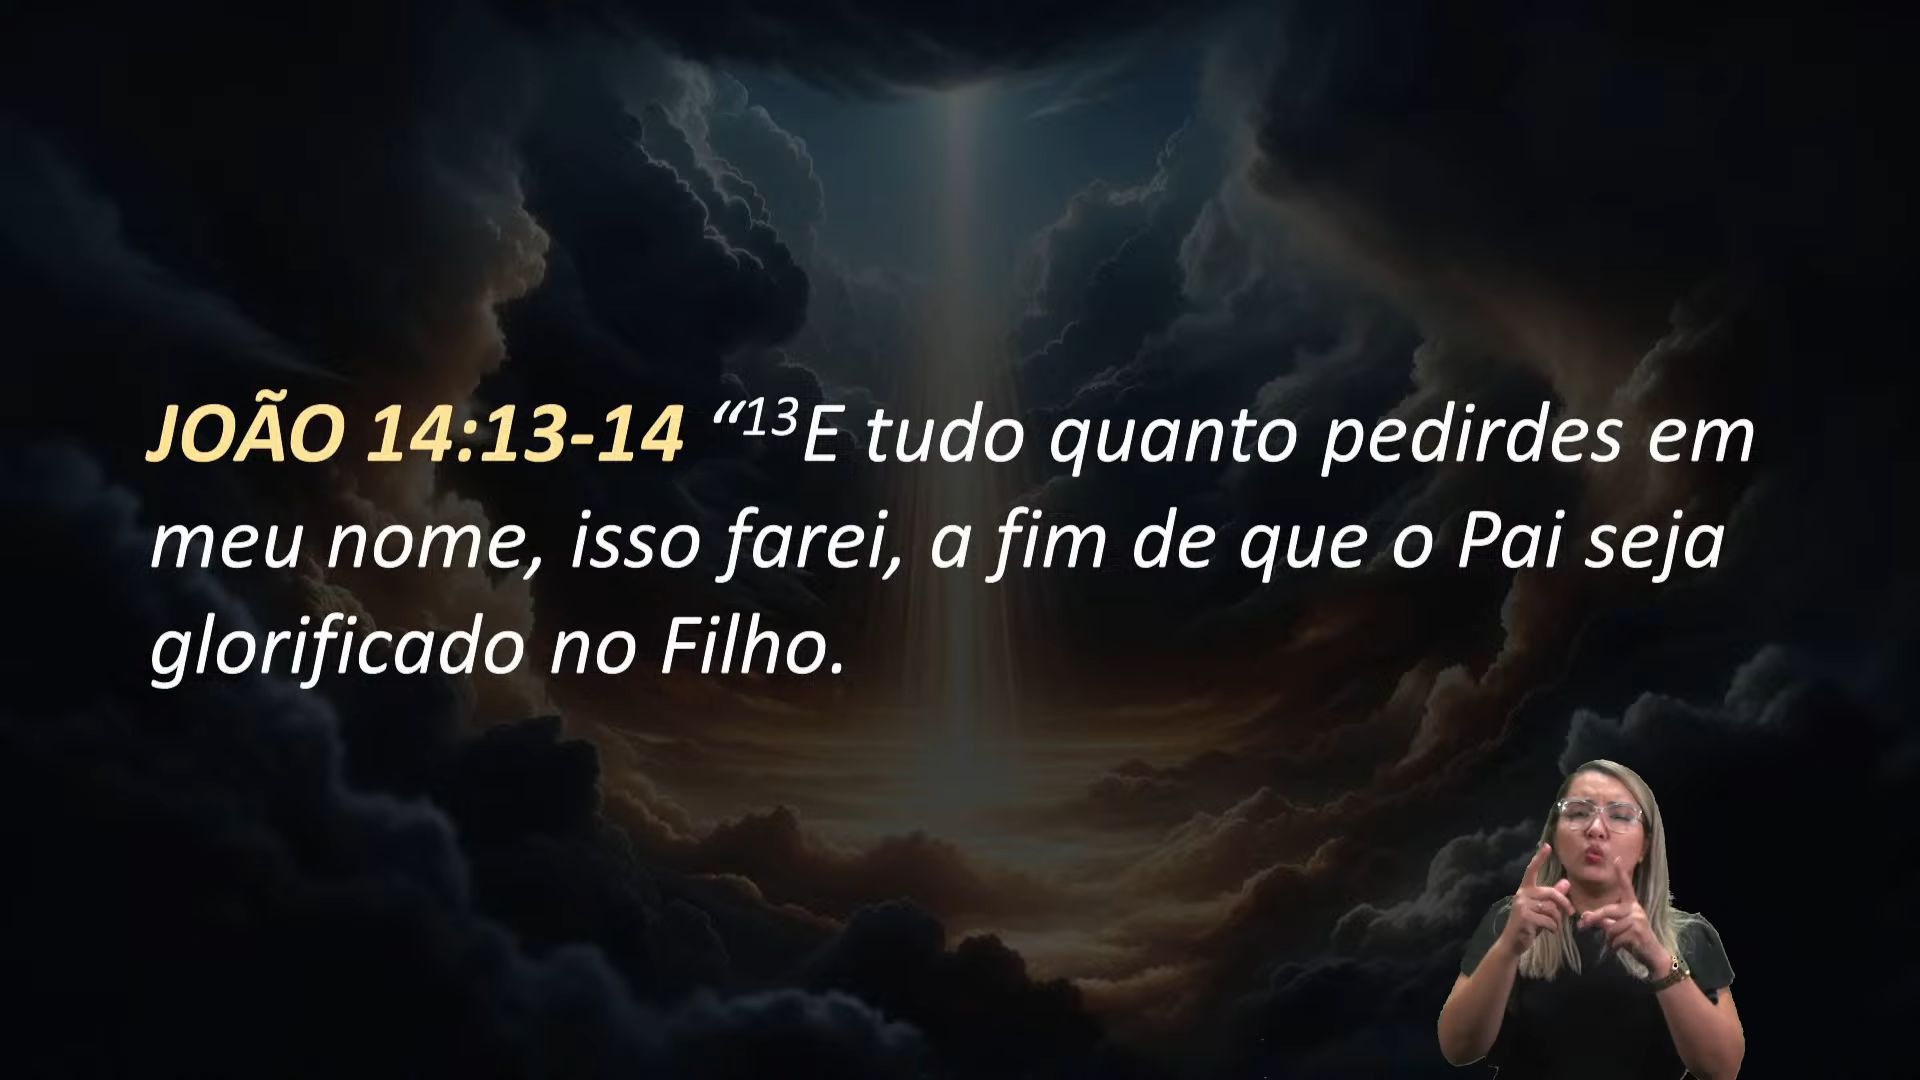 JOÃO 14:13-14 “¹³E tudo quanto pedirdes em
meu nome, isso farei, a fim de que o Pai seja
glorificado no Filho.